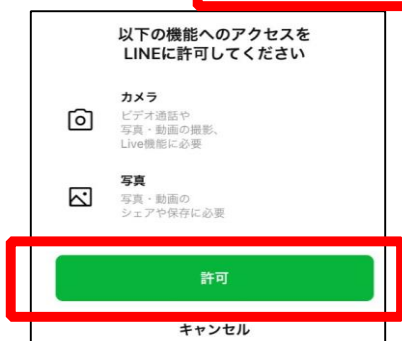 以下の機能へのアクセスを
LINEに許可してください
カメラ
ビデオ通話や
写真・動画の撮影、
Live機能に必要
写真
写真・動画の
シェアや保存に必要
許可
キャンセル